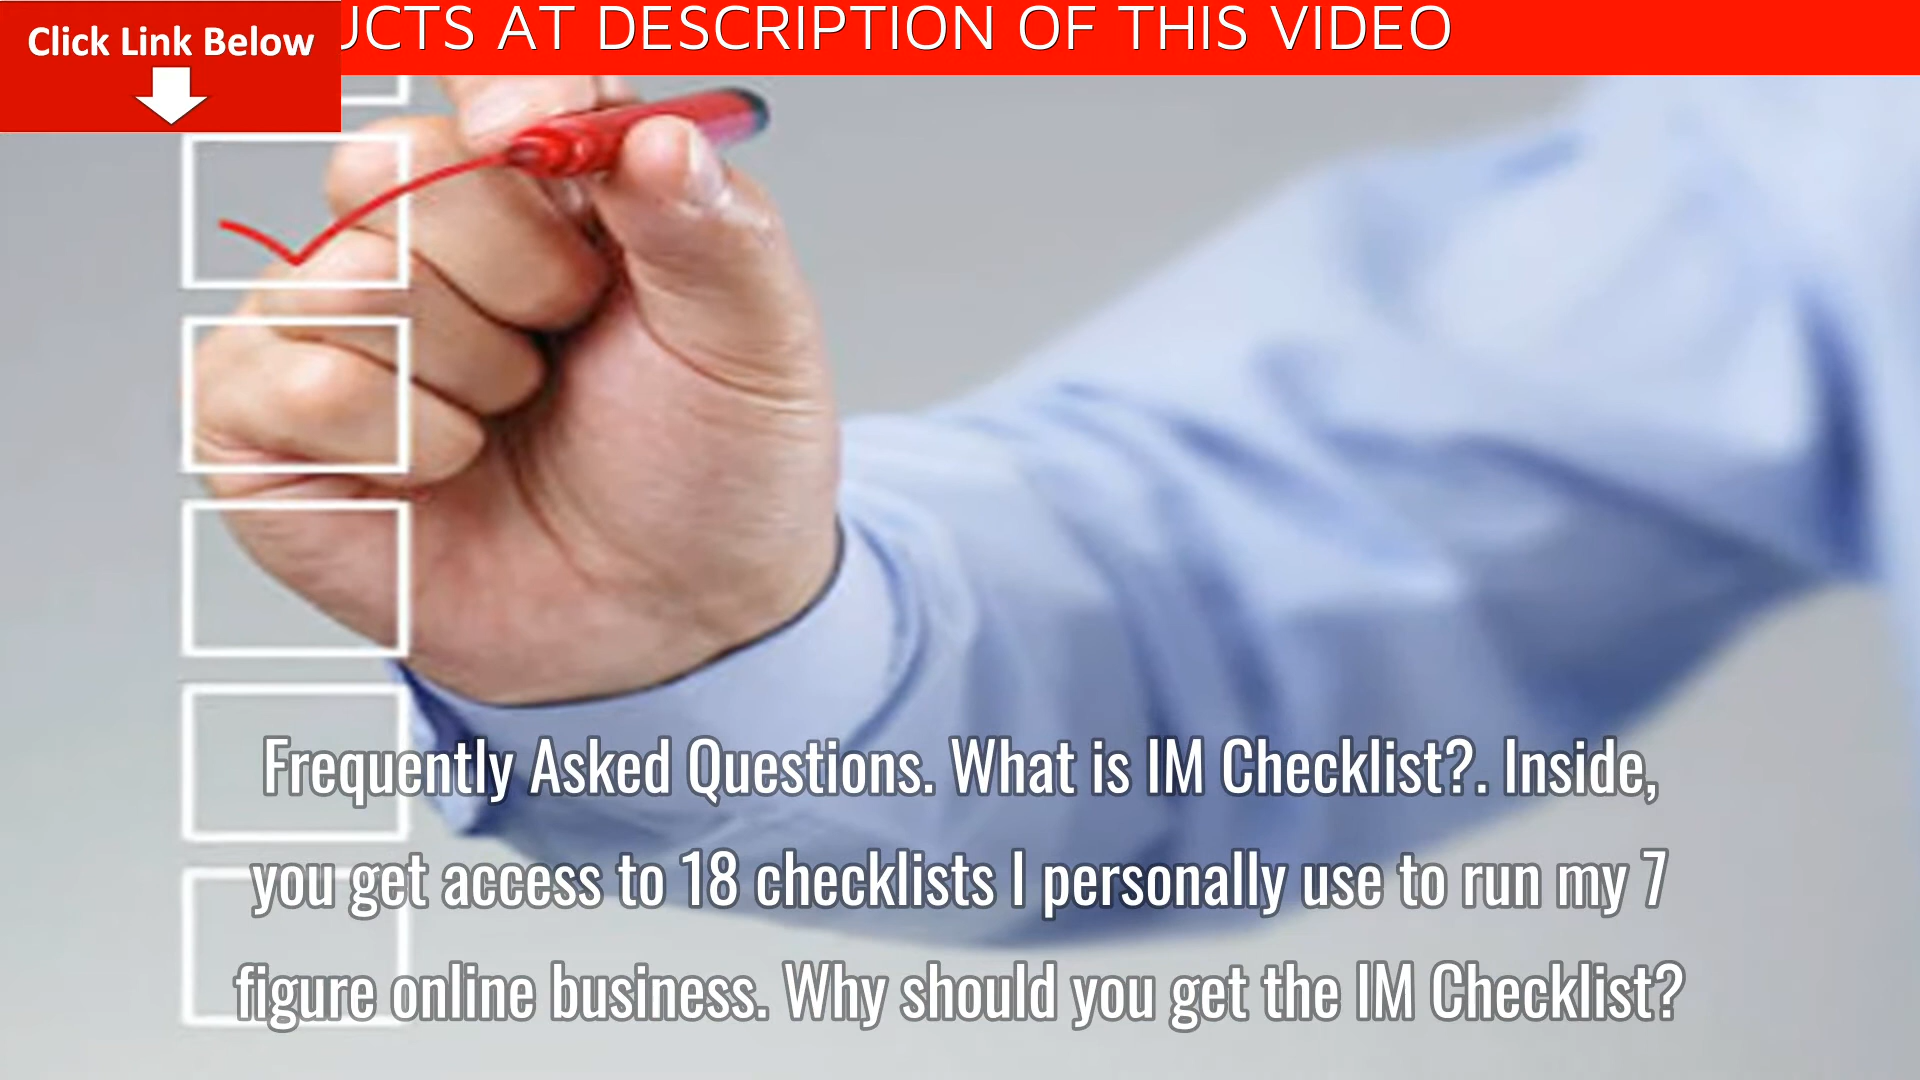 Click Link Below
UCTS AT DESCRIPTION OF THIS VIDEO
Frequently Asked Questions. What is IM Checklist?. Inside,
you get access to 18 checklists I personally use to run my 7
figure online business. Why should you get the IM Checklist?